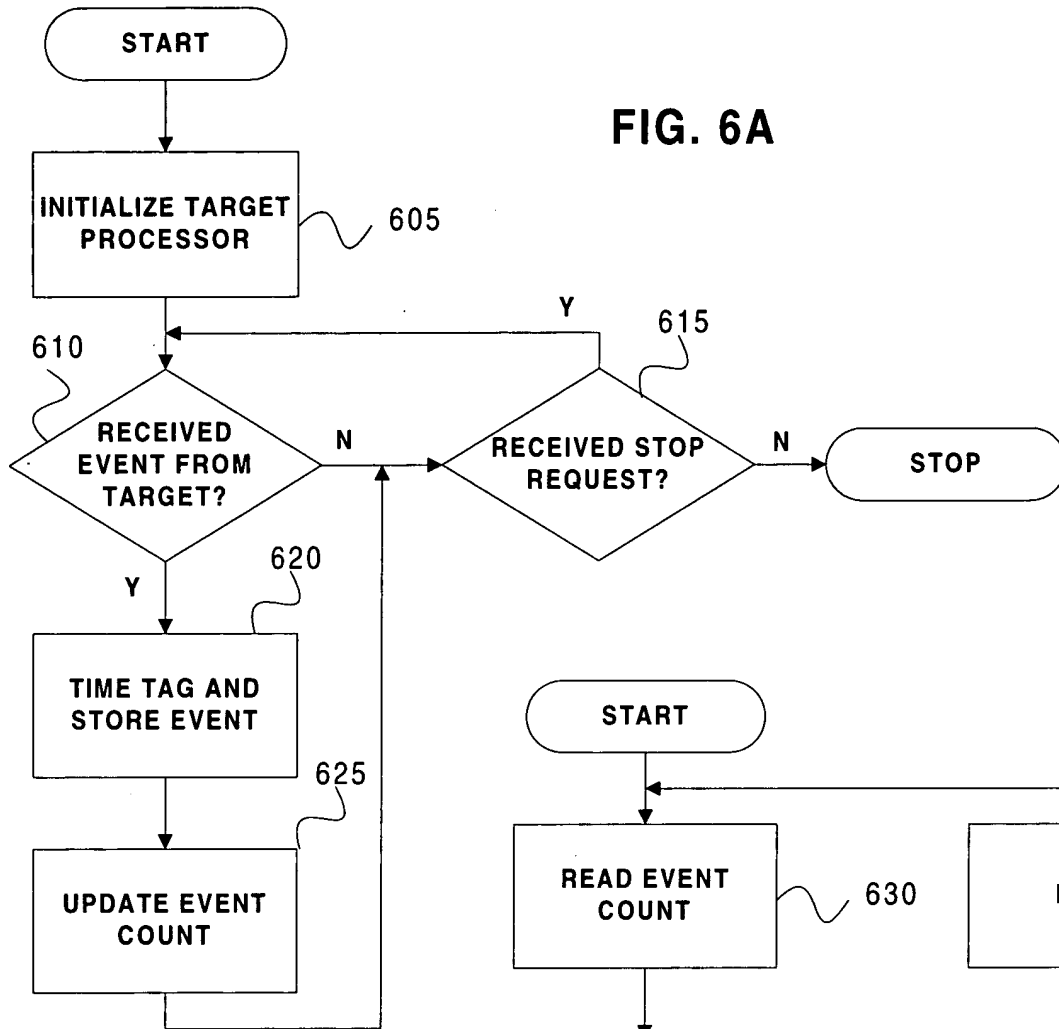 START
FIG. 6A
INITIALIZE TARGET
PROCESSOR
605
Y
615
610
RECEIVED
EVENT FROM
TARGET?
N
RECEIVED STOP
REQUEST?
N
STOP
Y
620
TIME TAG AND
STORE EVENT
START
625
UPDATE EVENT
COUNT
READ EVENT
COUNT
630